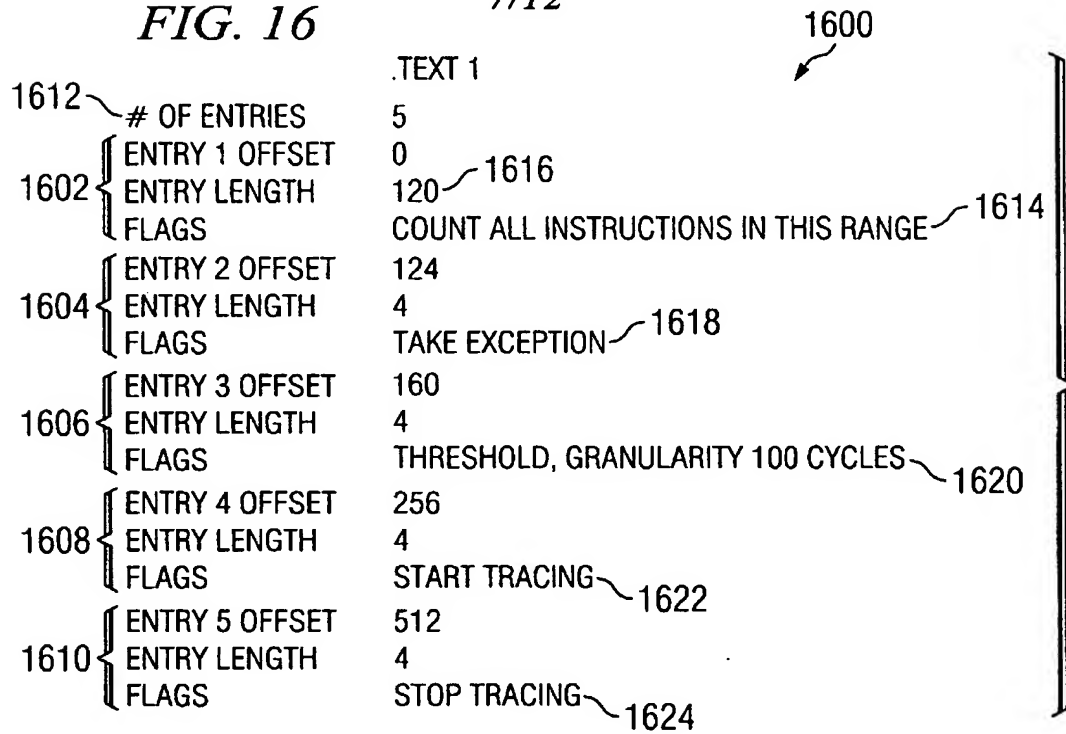 FIG. 16
7/12
1600
.TEXT 1
1612 # OF ENTRIES 5
1602 ENTRY 1 OFFSET 0
ENTRY LENGTH 120 1616
FLAGS COUNT ALL INSTRUCTIONS IN THIS RANGE 1614
1604 ENTRY 2 OFFSET 124
ENTRY LENGTH 4
FLAGS TAKE EXCEPTION 1618
1606 ENTRY 3 OFFSET 160
ENTRY LENGTH 4
FLAGS THRESHOLD, GRANULARITY 100 CYCLES 1620
1608 ENTRY 4 OFFSET 256
ENTRY LENGTH 4
FLAGS START TRACING 1622
1610 ENTRY 5 OFFSET 512
ENTRY LENGTH 4
FLAGS STOP TRACING 1624